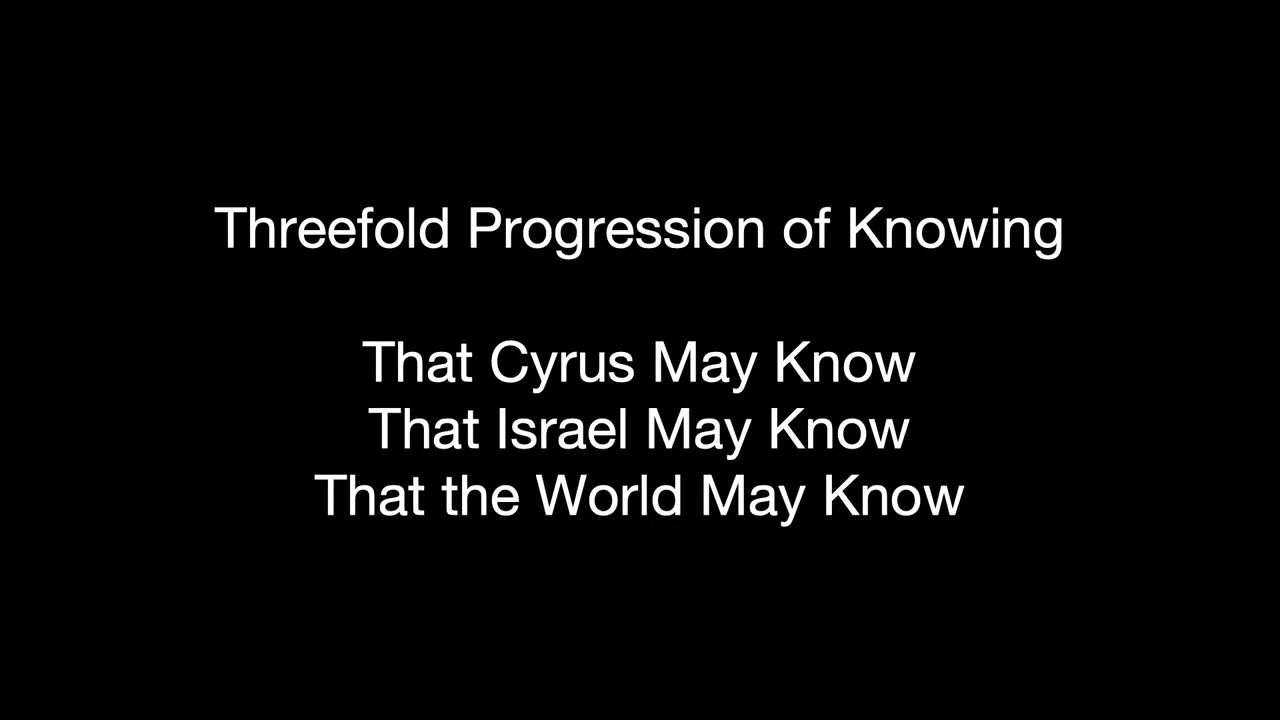 Threefold Progression of Knowing
That Cyrus May Know
That Israel May Know
That the World May Know